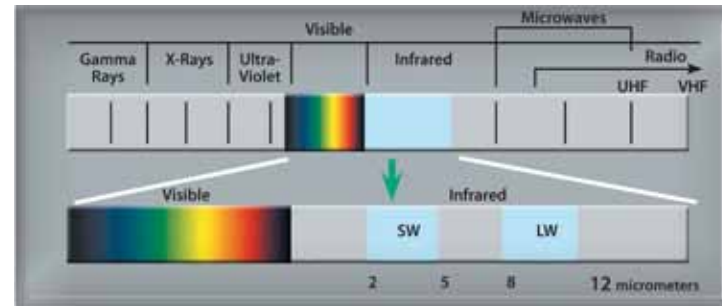 Microwaves
Visible
Gamma Rays
X-Rays
Ultra-Violet
Infrared
Radio
UHF VHF
Visible Infrared
SW LW
2 5 8 12 micrometers